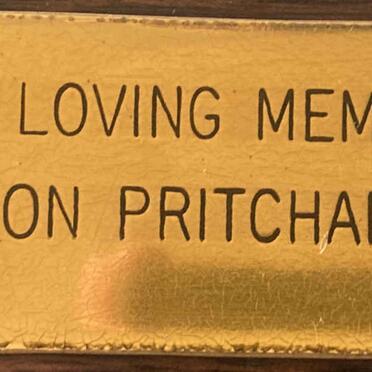 LOVING MEM
ON PRITCHA